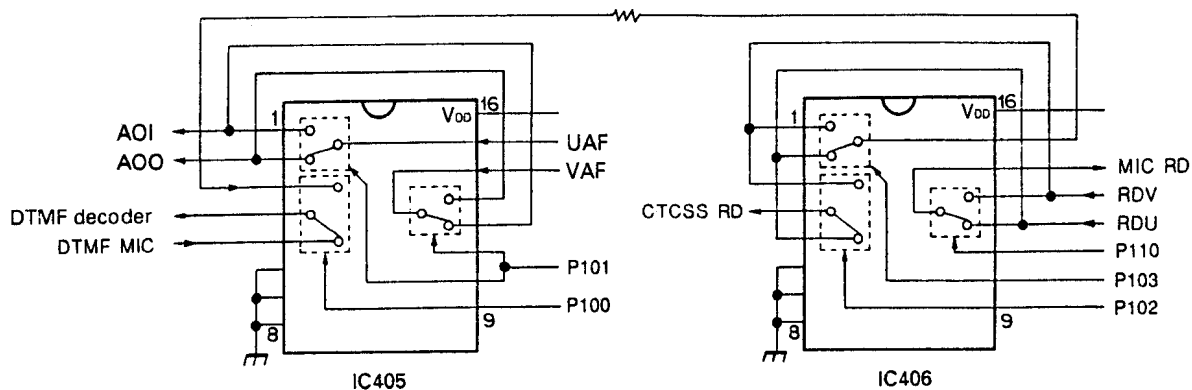 1
VDD
16
AOI
AOO
UAF
VAF
DTMF decoder
DTMF MIC
P101
P100
8
9
IC405
1
VDD
16
MIC RD
RDV
CTCSS RD
RDU
P110
P103
P102
8
9
IC406